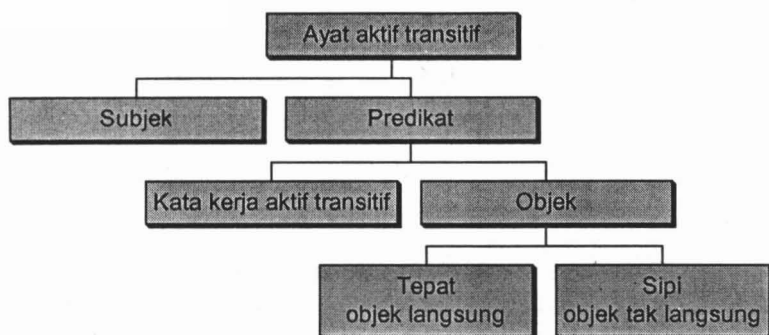 Ayat aktif transitif
Subjek
Predikat
Kata kerja aktif transitif
Objek
Tepat
objek langsung
Sipi
objek tak langsung